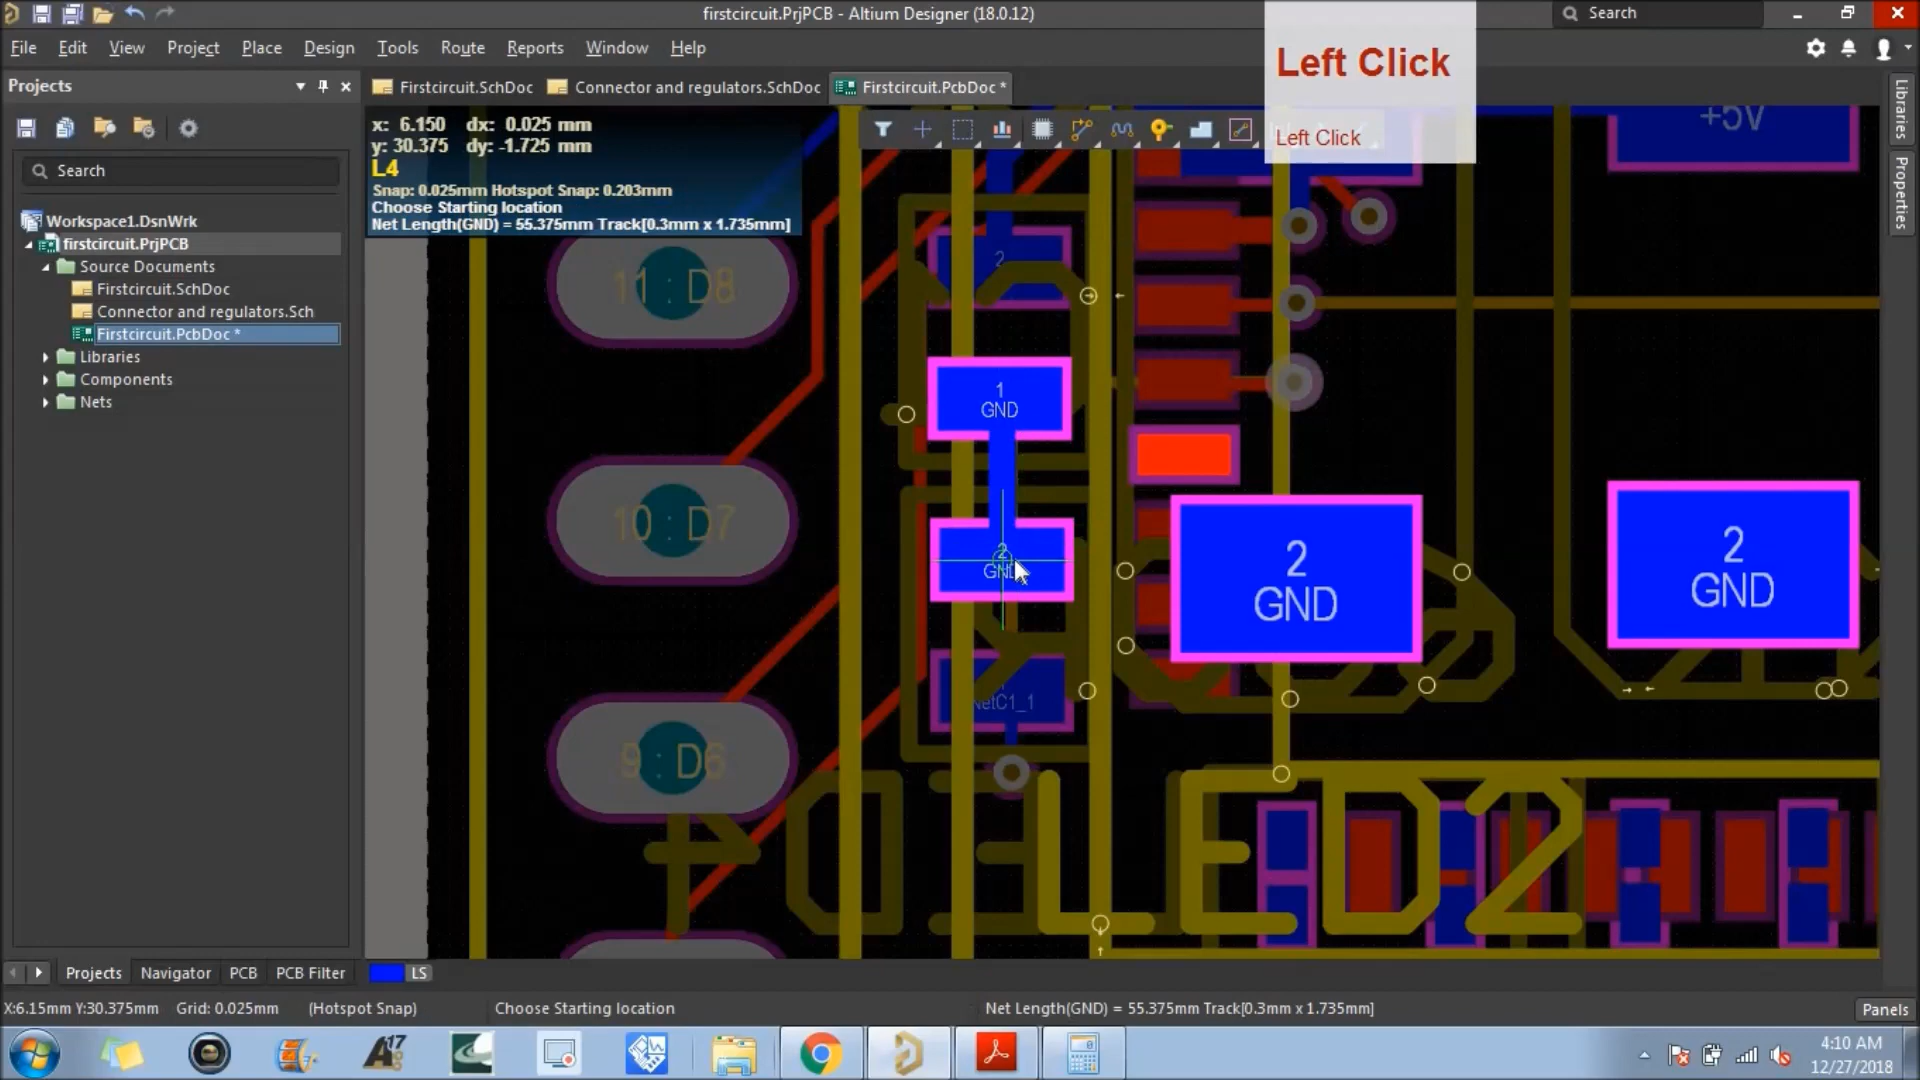 firstcircuit.PrjPCB - Altium Designer (18.0.12)
Search
File Edit View Project Place Design Tools Route Reports Window Help
Left Click
Left Click
Projects
Firstcircuit.SchDoc
Connector and regulators.SchDoc
Firstcircuit.PcbDoc *
Libraries
Properties
x: 6.150 dx: 0.025 mm
y: 30.375 dy: -1.725 mm
L4
Snap: 0.025mm Hotspot Snap: 0.203mm
Choose Starting location
Net Length(GND) = 55.375mm Track[0.3mm x 1.735mm]
Search
Workspace1.DsnWrk
firstcircuit.PrjPCB
Source Documents
Firstcircuit.SchDoc
Connector and regulators.Sch
Firstcircuit.PcbDoc *
Libraries
Components
Nets
+5V
11 : D8
2
1
GND
10 : D7
2
GND
2
GND
2
GND
NetC1_1
9 : D6
LED2
Projects Navigator PCB PCB Filter
LS
X:6.15mm Y:30.375mm Grid: 0.025mm (Hotspot Snap) Choose Starting location Net Length(GND) = 55.375mm Track[0.3mm x 1.735mm] Panels
17
4:10 AM
12/27/2018